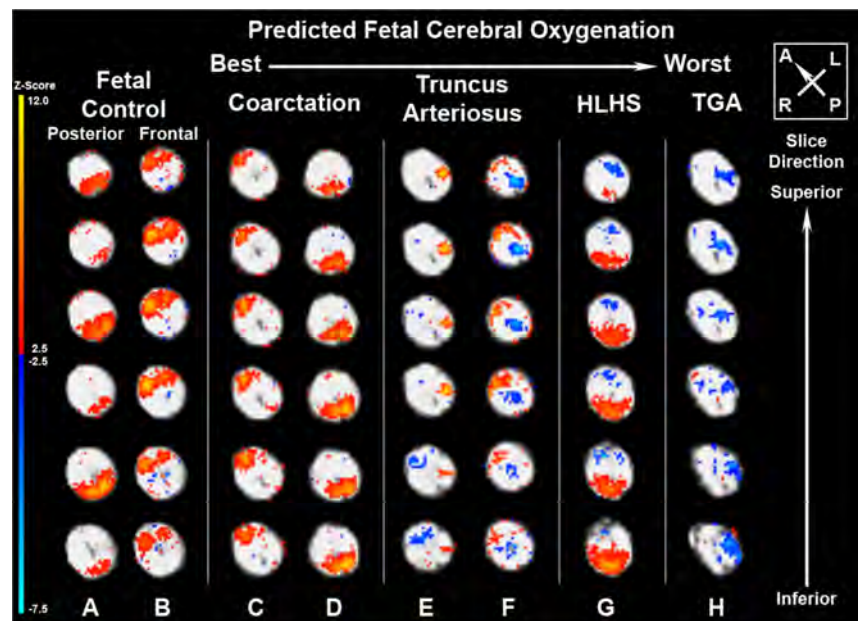 Predicted Fetal Cerebral Oxygenation
Best Worst
Z-Score
12.0
2.5
-2.5
-7.5
Fetal
Control
Posterior Frontal
Coarctation
Truncus
Arteriosus
HLHS
TGA
A L
R P
Slice
Direction
Superior
Inferior
A B C D E F G H